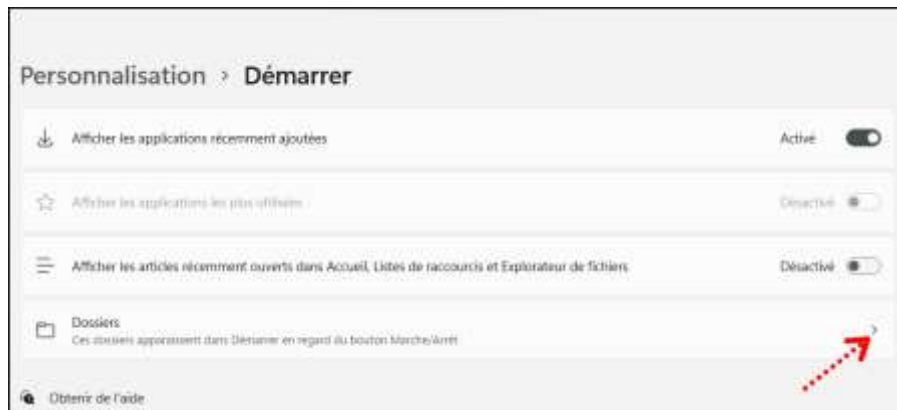 Personnalisation > Démarrer
Afficher les applications récemment ajoutées
Activé
Afficher les applications les plus utilisées
Désactivé
Afficher les articles récemment ouverts dans Accueil, Listes de raccourcis et Explorateur de fichiers
Désactivé
Dossiers
Ces dossiers apparaissent dans Démarrer en regard du bouton Marche/Arrêt
Obtenir de l'aide